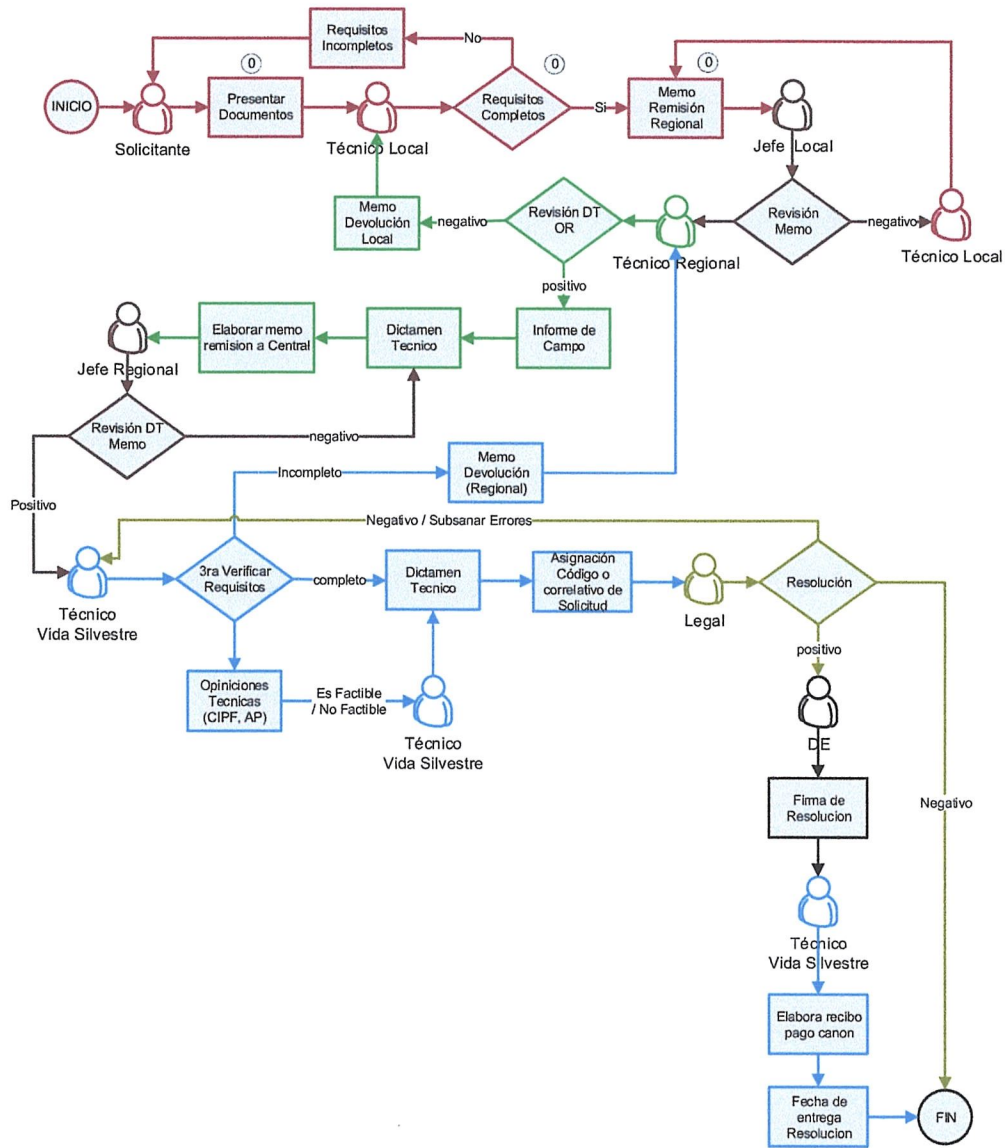 Requisitos
Incompletos
No
0
0
0
INICIO
Presentar
Documentos
Requisitos
Completos
Si
Memo
Remisión
Regional
Solicitante
Técnico Local
Jefe Local
Memo
Devolución
Local
negativo
Revisión DT
OR
Revisión
Memo
negativo
Técnico Regional
Técnico Local
positivo
Elaborar memo
remision a Central
Dictamen
Tecnico
Informe de
Campo
Jefe Regional
Revisión DT
Memo
negativo
Incompleto
Memo
Devolución
(Regional)
Positivo
Negativo / Subsanar Errores
3ra Verificar
Requisitos
completo
Dictamen
Tecnico
Asignación
Código o
correlativo de
Solicitud
Resolución
Técnico
Vida Silvestre
Legal
positivo
Opiniones
Tecnicas
(CIPF, AP)
Es Factible
/ No Factible
Técnico
Vida Silvestre
DE
Firma de
Resolucion
Negativo
Técnico
Vida Silvestre
Elabora recibo
pago canon
Fecha de
entrega
Resolucion
FIN